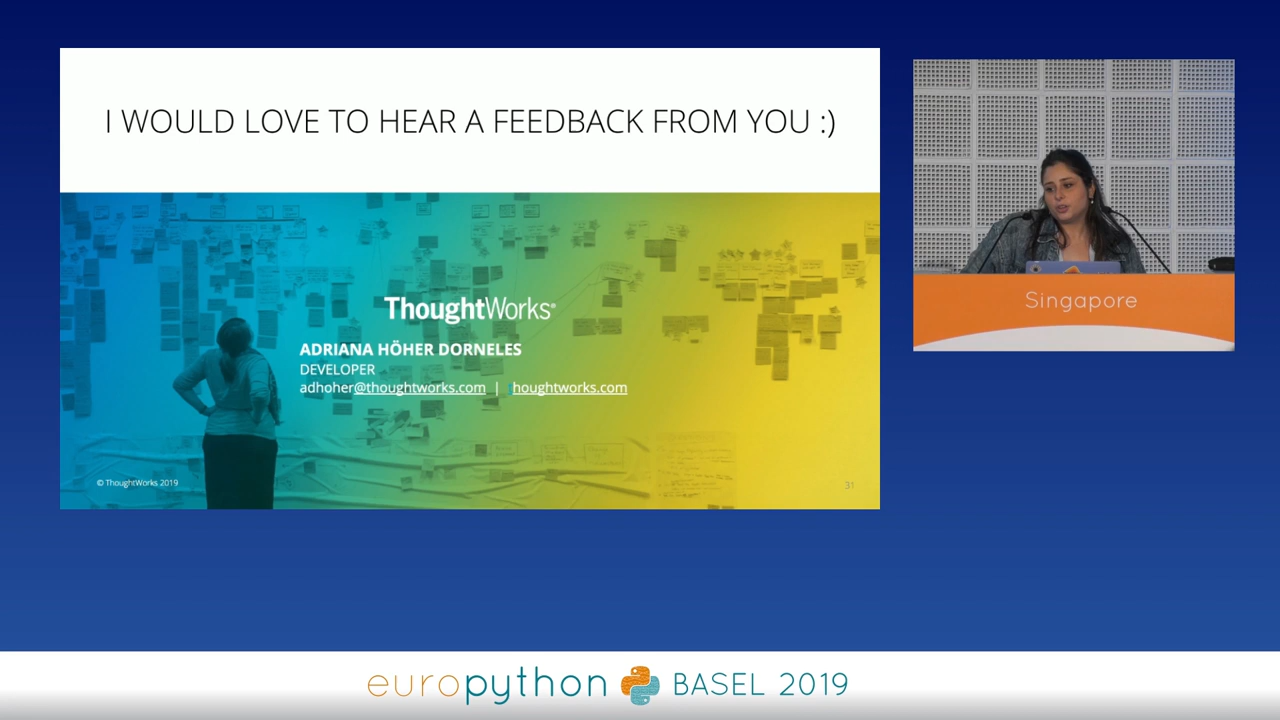 I WOULD LOVE TO HEAR A FEEDBACK FROM YOU :)
ThoughtWorks®
ADRIANA HÖHER DORNELES
DEVELOPER
adhoher@thoughtworks.com | thoughtworks.com
© ThoughtWorks 2019
31
Singapore
europython BASEL 2019